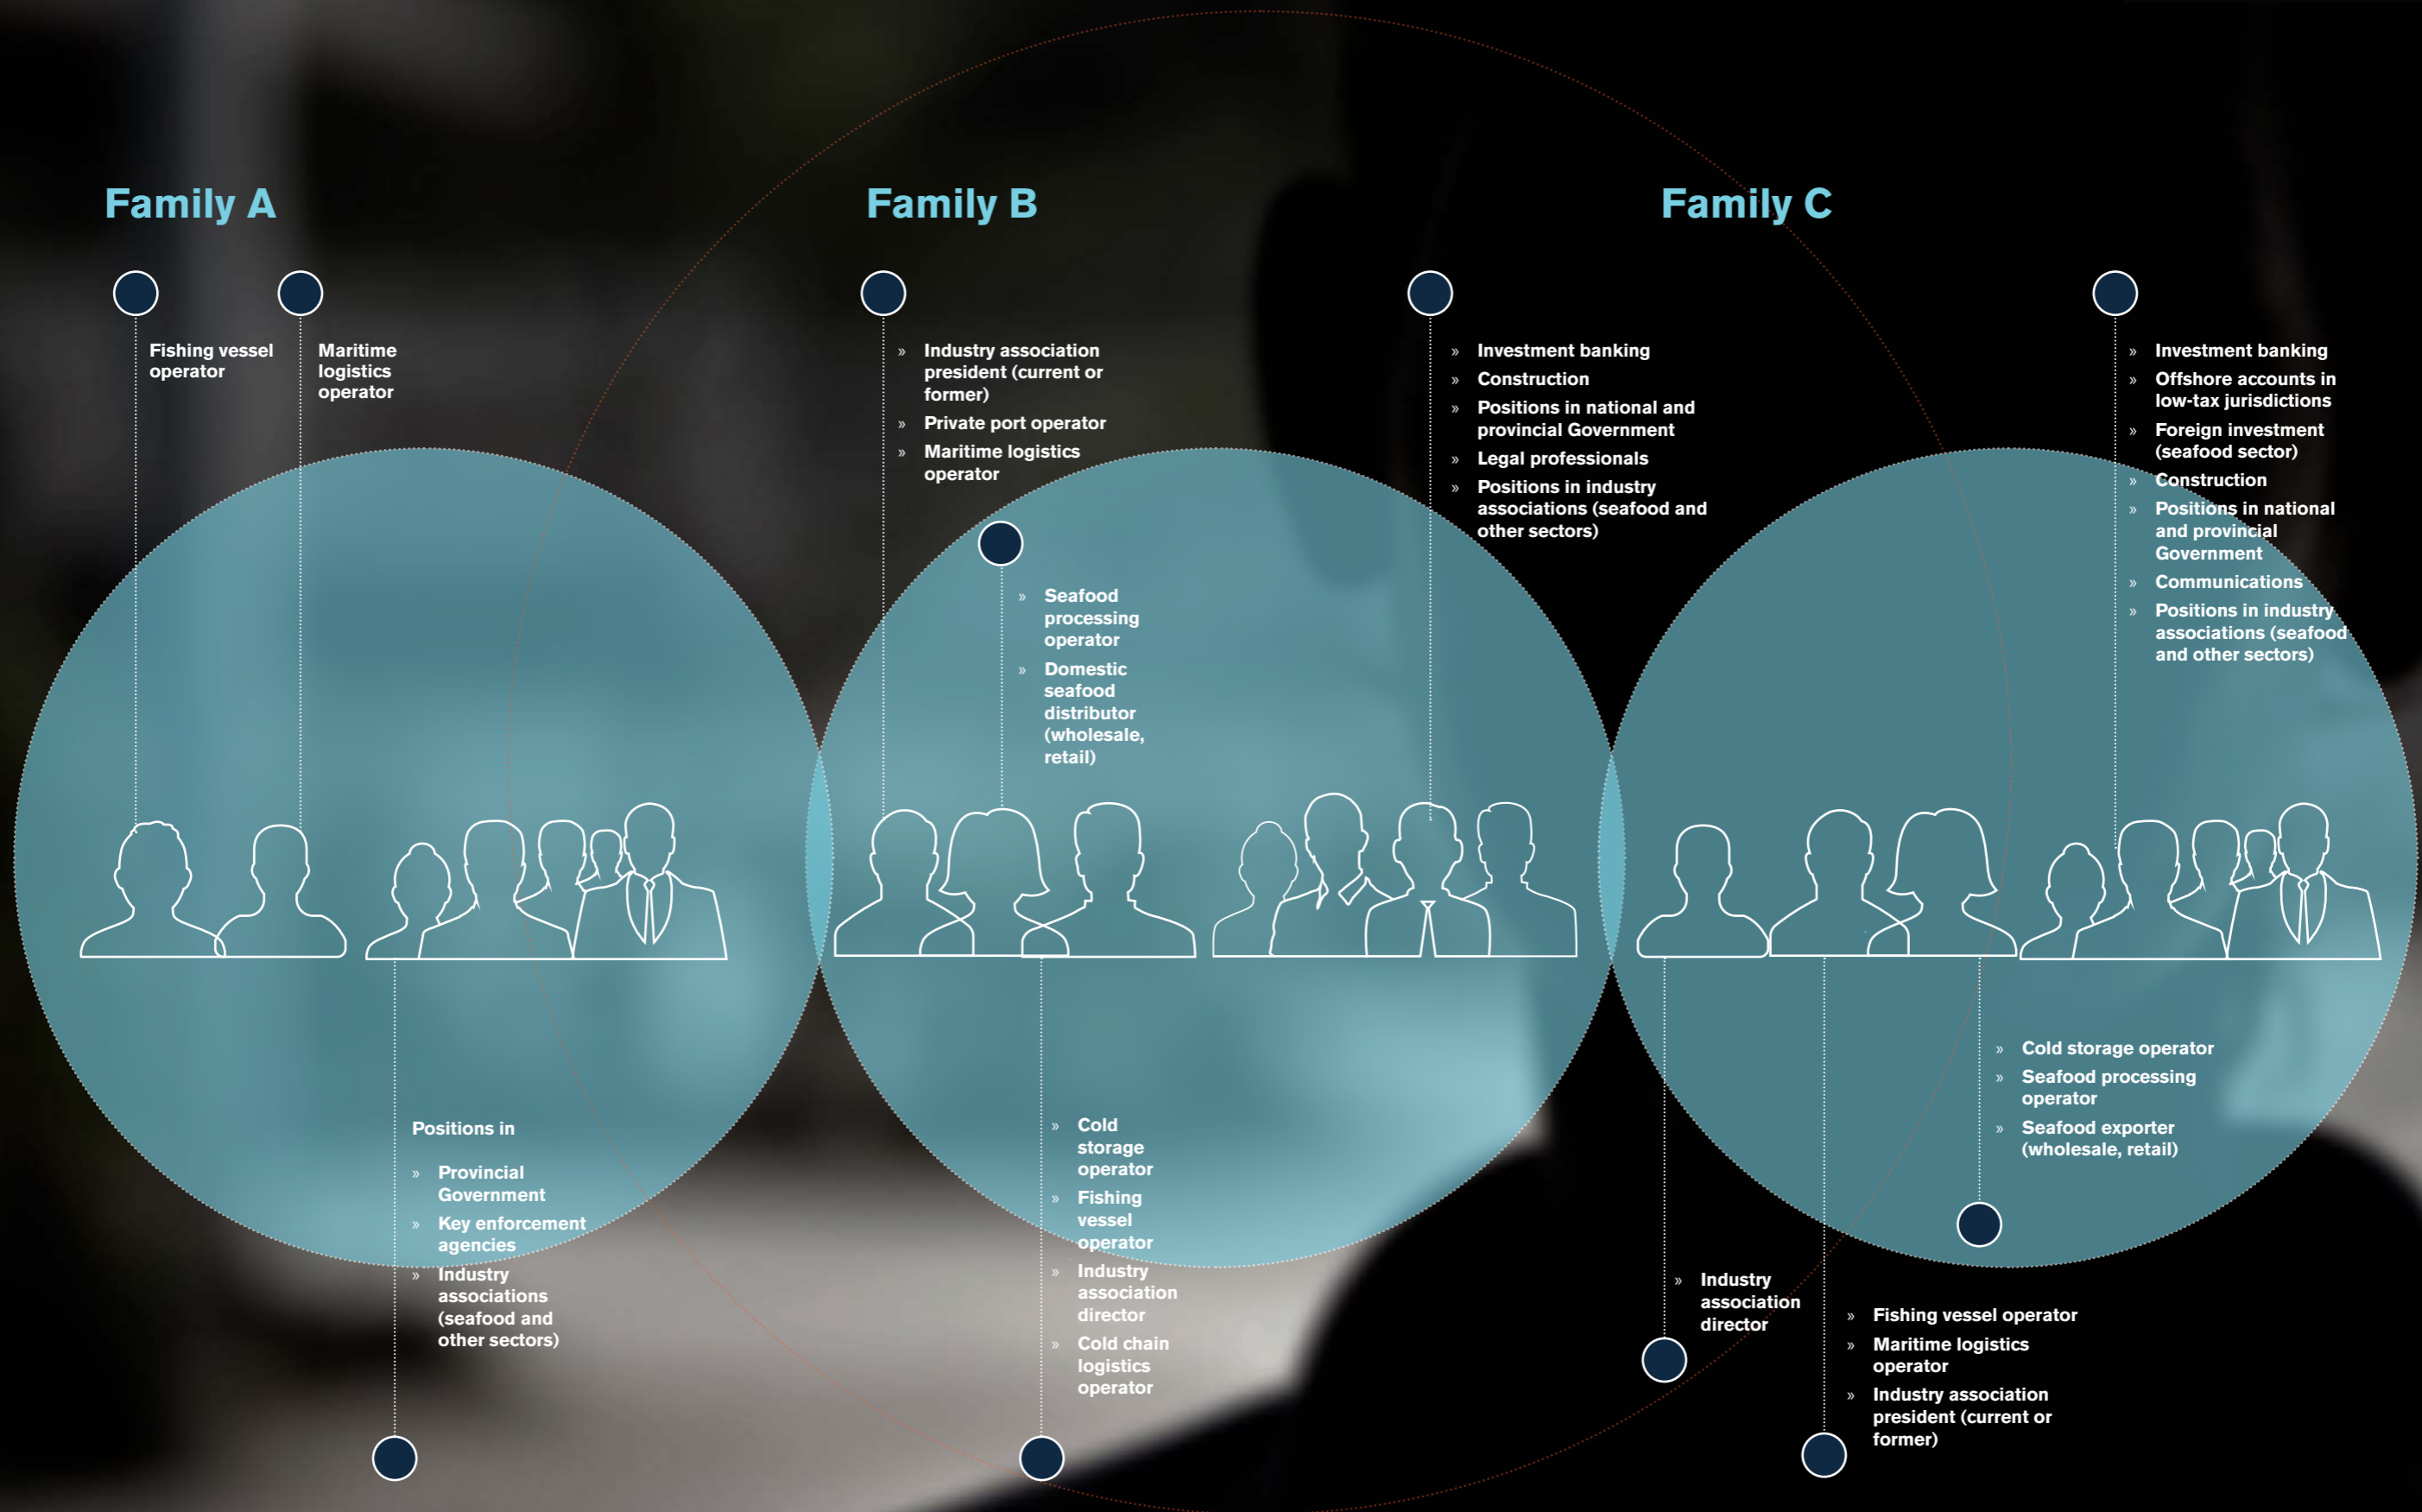 Family A
Fishing vessel
operator
Maritime
logistics
operator
Positions in
» Provincial
Government
» Key enforcement
agencies
» Industry
associations
(seafood and
other sectors)
Family B
» Industry association
president (current or
former)
» Private port operator
» Maritime logistics
operator
» Seafood
processing
operator
» Domestic
seafood
distributor
(wholesale,
retail)
» Cold
storage
operator
» Fishing
vessel
operator
» Industry
association
director
» Cold chain
logistics
operator
» Investment banking
» Construction
» Positions in national and
provincial Government
» Legal professionals
» Positions in industry
associations (seafood and
other sectors)
Family C
» Industry
association
director
» Fishing vessel operator
» Maritime logistics
operator
» Industry association
president (current or
former)
» Cold storage operator
» Seafood processing
operator
» Seafood exporter
(wholesale, retail)
» Investment banking
» Offshore accounts in
low-tax jurisdictions
» Foreign investment
(seafood sector)
» Construction
» Positions in national
and provincial
Government
» Communications
» Positions in industry
associations (seafood
and other sectors)